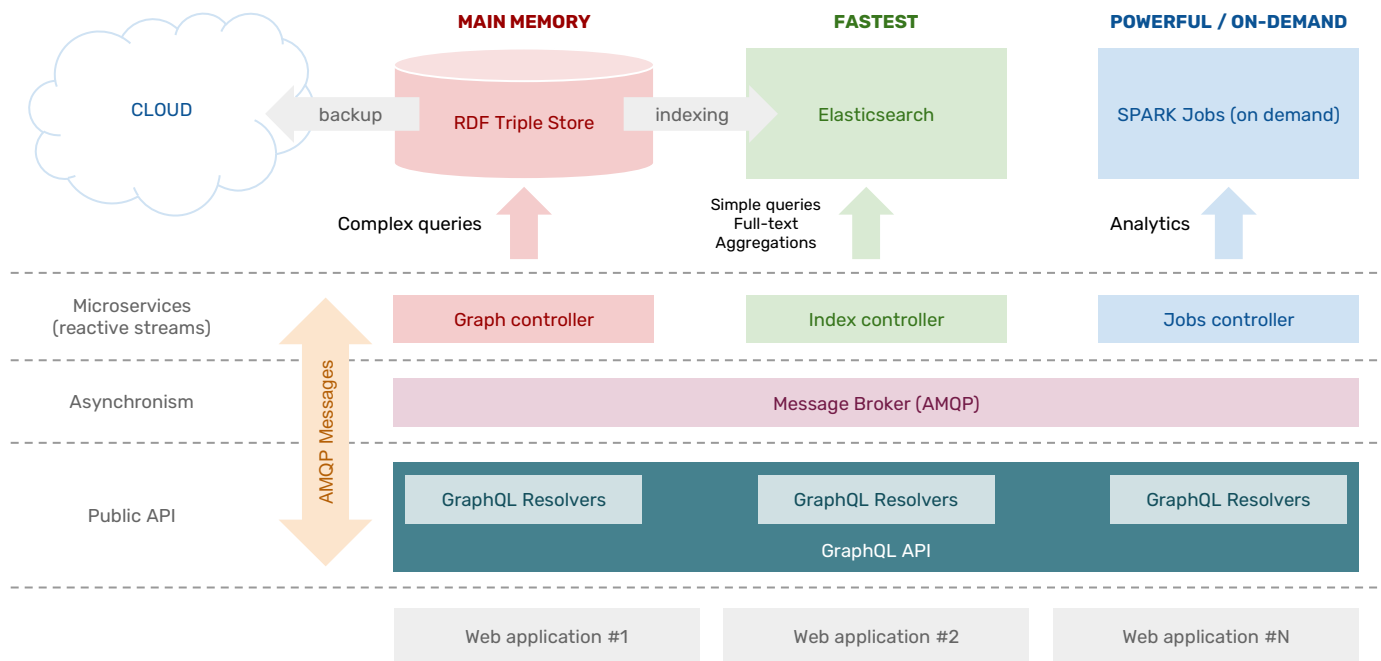 MAIN MEMORY
FASTEST
POWERFUL / ON-DEMAND
CLOUD
backup
RDF Triple Store
indexing
Elasticsearch
SPARK Jobs (on demand)
Complex queries
Simple queries
Full-text
Aggregations
Analytics
Microservices
(reactive streams)
Graph controller
Index controller
Jobs controller
AMQP Messages
Asynchronism
Message Broker (AMQP)
Public API
GraphQL Resolvers
GraphQL Resolvers
GraphQL Resolvers
GraphQL API
Web application #1
Web application #2
Web application #N